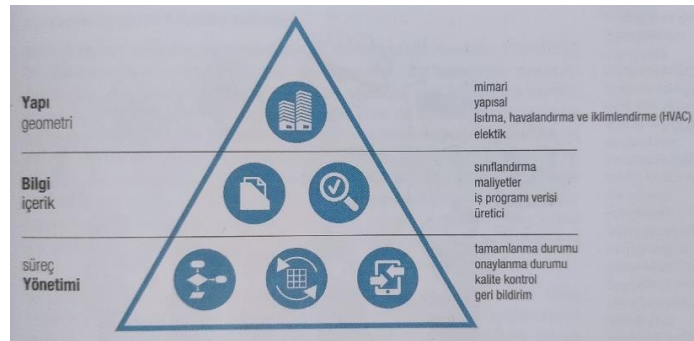 Yapı
geometri
mimari
yapısal
Isıtma, havalandırma ve iklimlendirme (HVAC)
elektik
Bilgi
içerik
sınıflandırma
maliyetler
iş programı verisi
üretici
süreç
Yönetimi
tamamlanma durumu
onaylanma durumu
kalite kontrol
geri bildirim